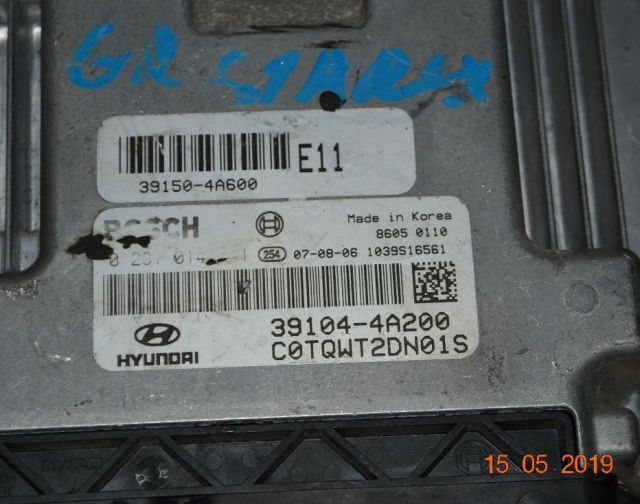 GR STAREX
E11
39150-4A600
BOSCH
Made in Korea
8605 0110
254 07-08-06 1039S16561
39104-4A200
HYUNDAI C0TQWT2DN01S
15.05.2019